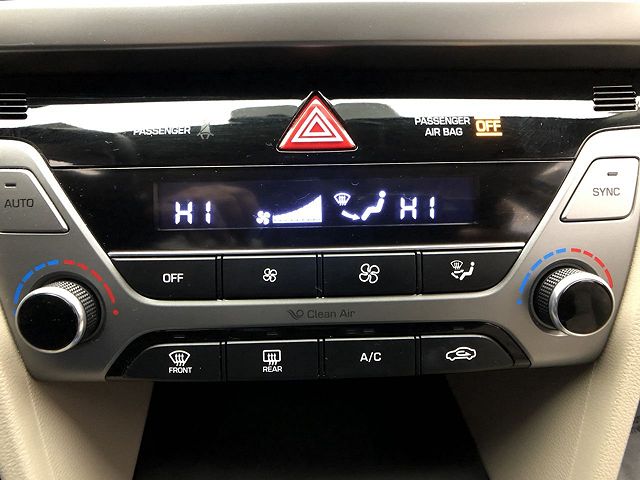 PASSENGER
PASSENGER
AIR BAG OFF
AUTO
HI
HI
SYNC
OFF
Clean Air
FRONT
REAR
A/C